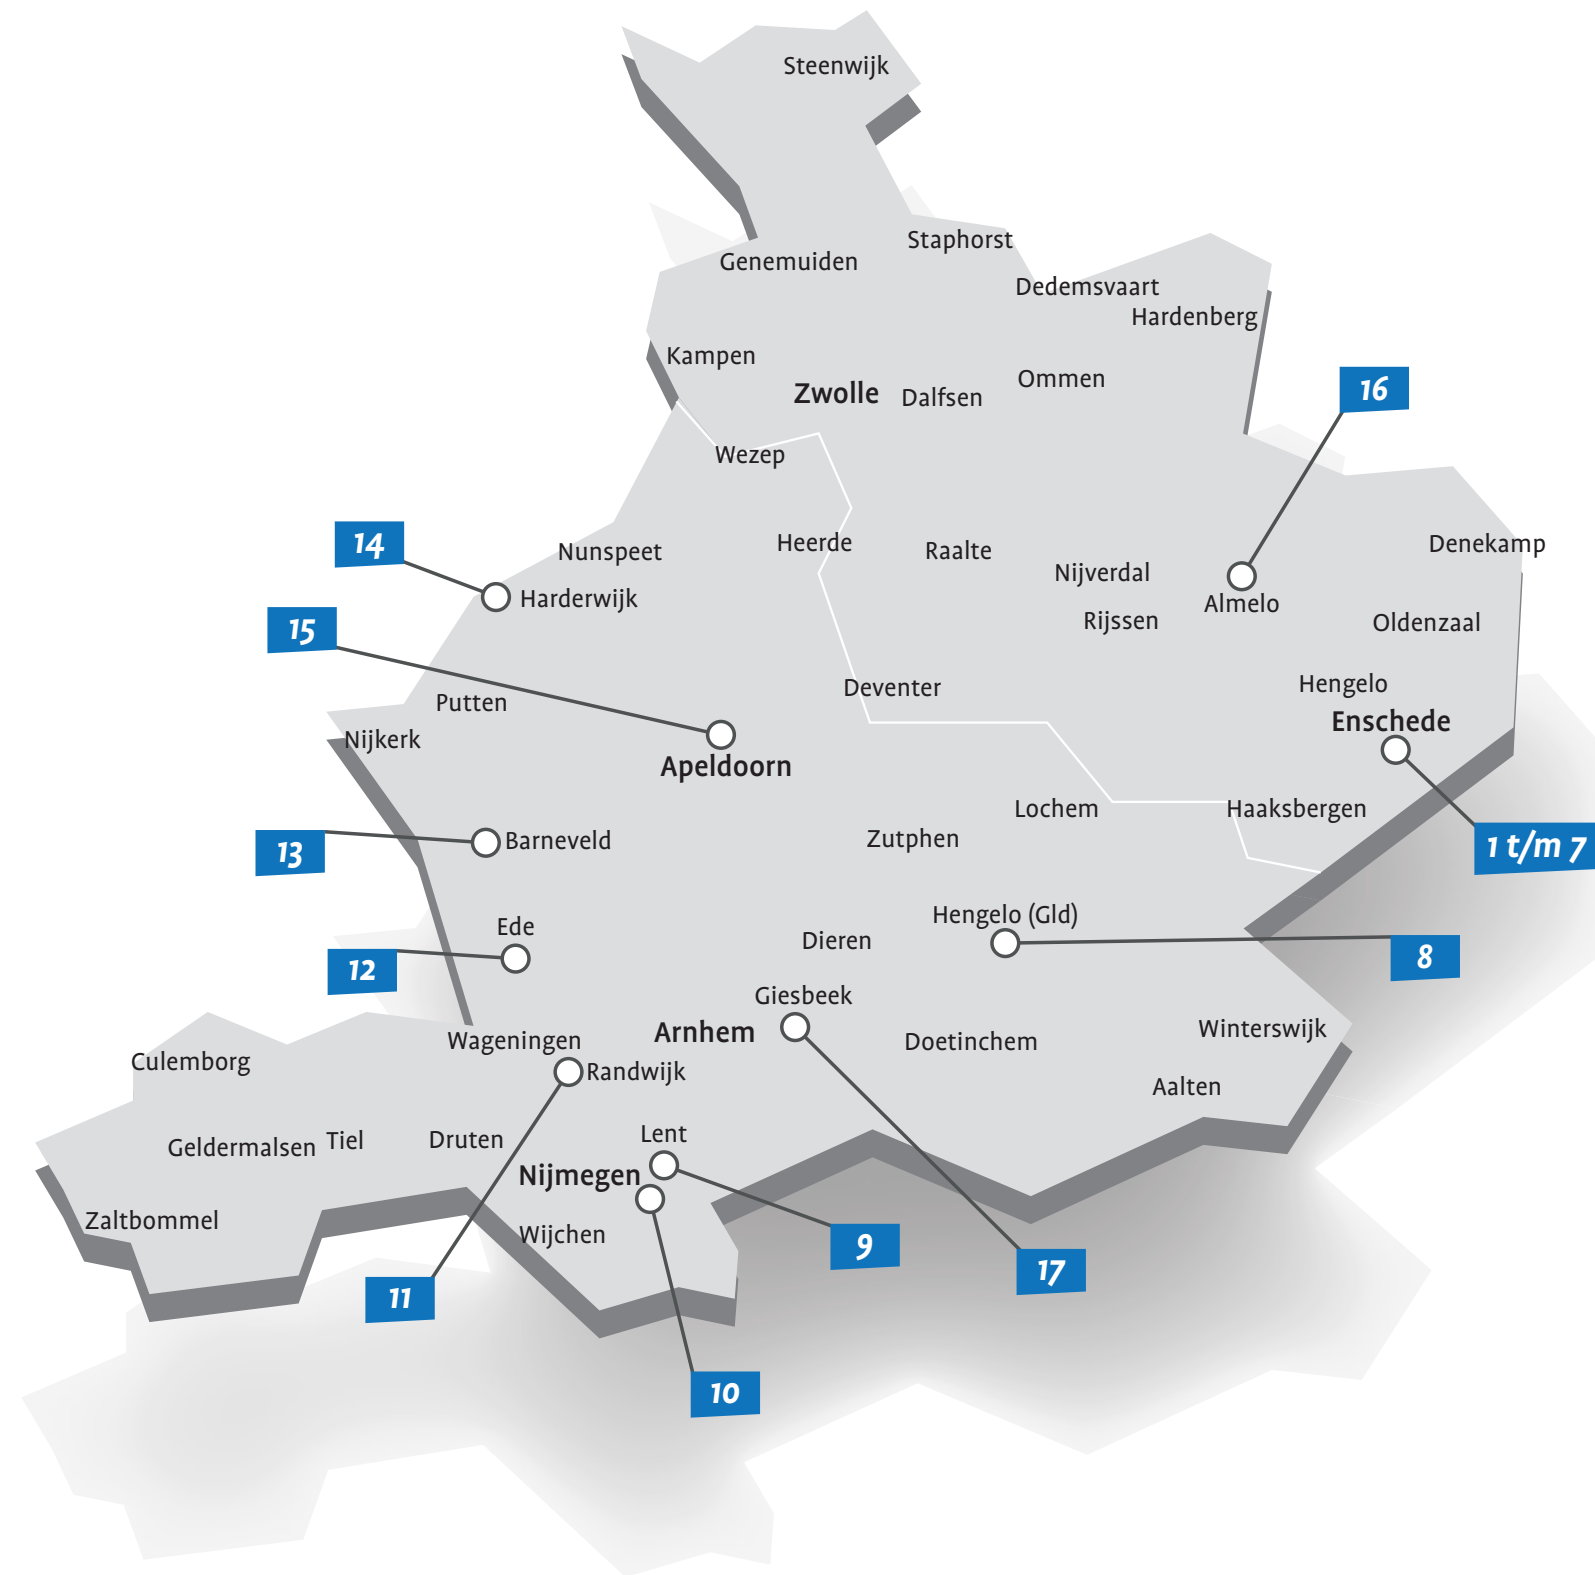 Steenwijk
Staphorst
Genemuiden
Dedemsvaart
Hardenberg
Kampen
Zwolle
Dalfsen
Ommen
16
Wezep
14
Nunspeet
Heerde
Raalte
Denekamp
Nijverdal
Harderwijk
Almelo
15
Rijssen
Oldenzaal
Deventer
Hengelo
Putten
Enschede
Nijkerk
Apeldoorn
Lochem
Haaksbergen
13
Barneveld
Zutphen
1 t/m 7
Ede
Hengelo (Gld)
Dieren
8
12
Giesbeek
Wageningen
Arnhem
Doetinchem
Winterswijk
Culemborg
Randwijk
Aalten
Geldermalsen
Tiel
Druten
Lent
Nijmegen
Zaltbommel
Wijchen
9
17
11
10